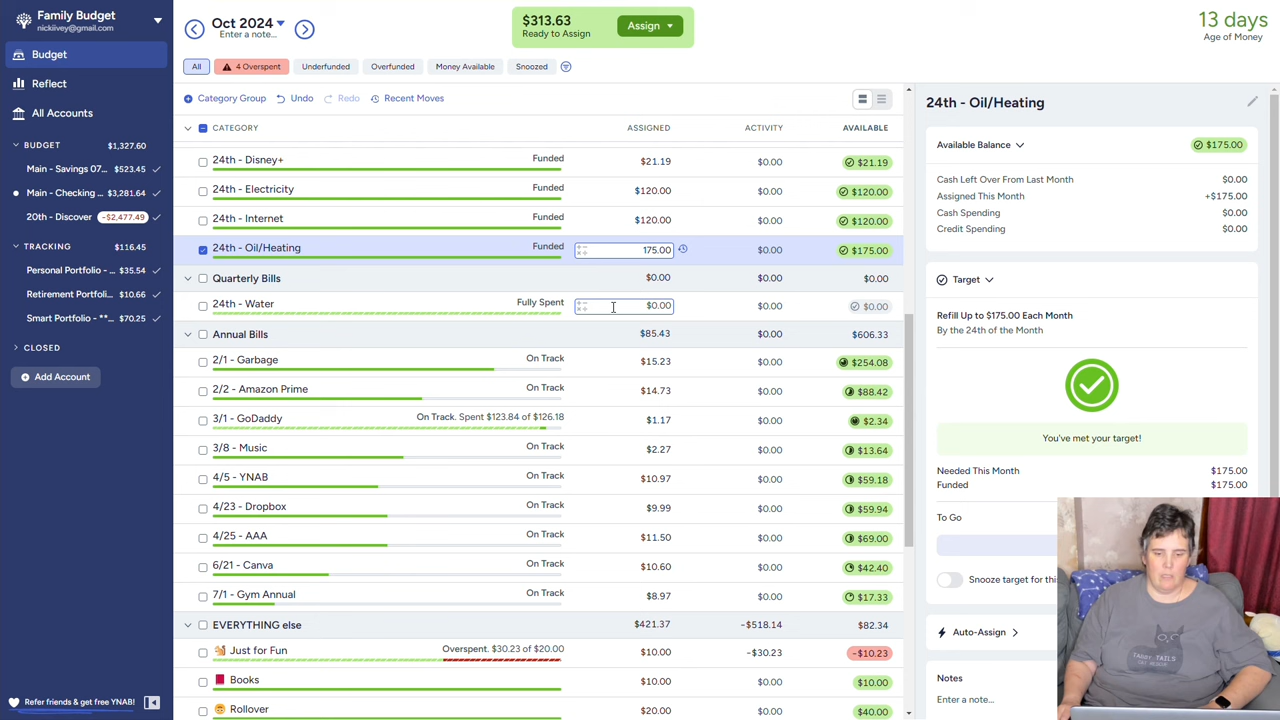 Family Budget
nickiivey@gmail.com
Budget
Reflect
All Accounts
BUDGET $1,327.60
Main - Savings 07... $523.45
Main - Checking ... $3,281.64
20th - Discover -$2,477.49
TRACKING $116.45
Personal Portfolio - ... $35.54
Retirement Portfoli... $10.66
Smart Portfolio - **... $70.25
CLOSED
Add Account
Refer friends & get free YNAB!
Oct 2024
Enter a note...
$313.63
Ready to Assign
Assign
13 days
Age of Money
All 4 Overspent Underfunded Overfunded Money Available Snoozed
Category Group Undo Redo Recent Moves
CATEGORY ASSIGNED ACTIVITY AVAILABLE
24th - Disney+ Funded $21.19 $0.00 $21.19
24th - Electricity Funded $120.00 $0.00 $120.00
24th - Internet Funded $120.00 $0.00 $120.00
24th - Oil/Heating Funded 175.00 $0.00 $175.00
Quarterly Bills $0.00 $0.00 $0.00
24th - Water Fully Spent $0.00 $0.00 $0.00
Annual Bills $85.43 $0.00 $606.33
2/1 - Garbage On Track $15.23 $0.00 $254.08
2/2 - Amazon Prime On Track $14.73 $0.00 $88.42
3/1 - GoDaddy On Track. Spent $123.84 of $126.18 $1.17 $0.00 $2.34
3/8 - Music On Track $2.27 $0.00 $13.64
4/5 - YNAB On Track $10.97 $0.00 $59.18
4/23 - Dropbox On Track $9.99 $0.00 $59.94
4/25 - AAA On Track $11.50 $0.00 $69.00
6/21 - Canva On Track $10.60 $0.00 $42.40
7/1 - Gym Annual On Track $8.97 $0.00 $17.33
EVERYTHING else $421.37 -$518.14 $82.34
Just for Fun Overspent. $30.23 of $20.00 $10.00 -$30.23 -$10.23
Books $10.00 $0.00 $10.00
Rollover $0.00 $0.00 $40.00
24th - Oil/Heating
Available Balance $175.00
Cash Left Over From Last Month $0.00
Assigned This Month +$175.00
Cash Spending $0.00
Credit Spending $0.00
Target
Refill Up to $175.00 Each Month
By the 24th of the Month
You've met your target!
Needed This Month $175.00
Funded $175.00
To Go
Snooze target for thi
Auto-Assign
Notes
Enter a note...
TABBY TAILS
CAT RESCUE